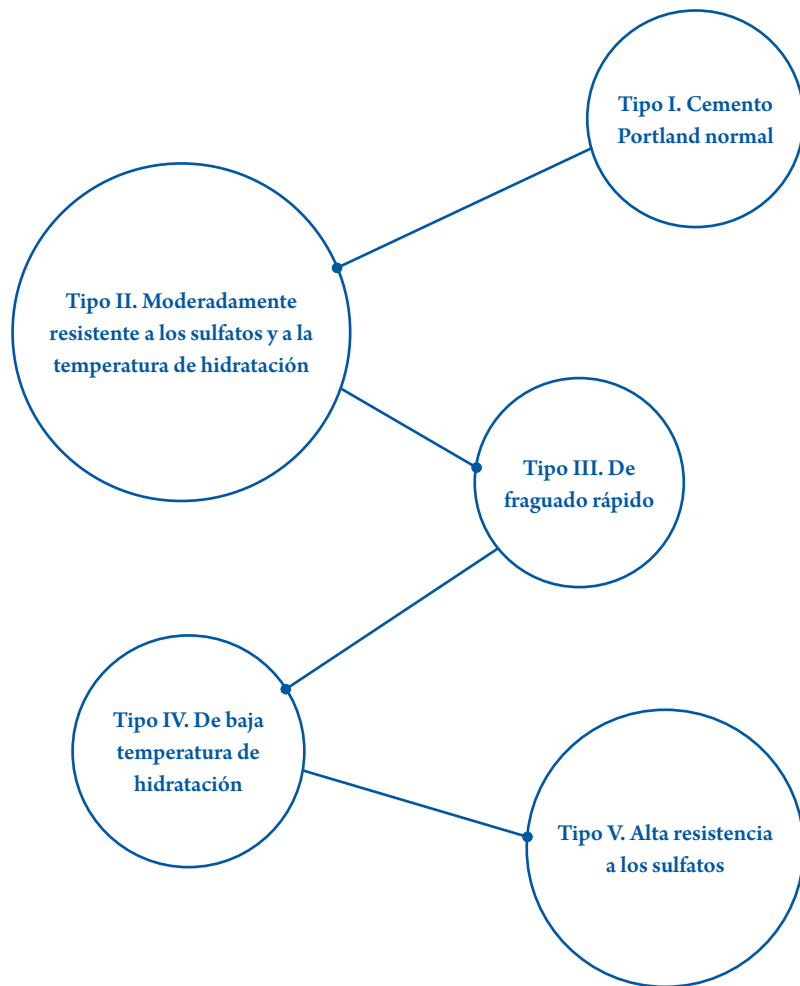 Tipo I. Cemento
Portland normal
Tipo II. Moderadamente
resistente a los sulfatos y a la
temperatura de hidratación
Tipo III. De
fraguado rápido
Tipo IV. De baja
temperatura de
hidratación
Tipo V. Alta resistencia
a los sulfatos